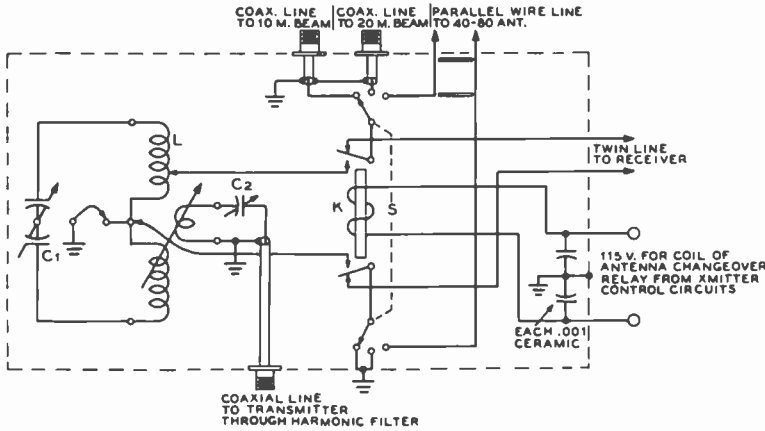 COAX. LINE
TO 10 M. BEAM
COAX. LINE
TO 20 M. BEAM
PARALLEL WIRE LINE
TO 40-80 ANT.
L
C2
C1
K
S
TWIN LINE
TO RECEIVER
115 V. FOR COIL OF
ANTENNA CHANGEOVER
RELAY FROM XMITTER
CONTROL CIRCUITS
EACH .001
CERAMIC
COAXIAL LINE
TO TRANSMITTER
THROUGH HARMONIC FILTER